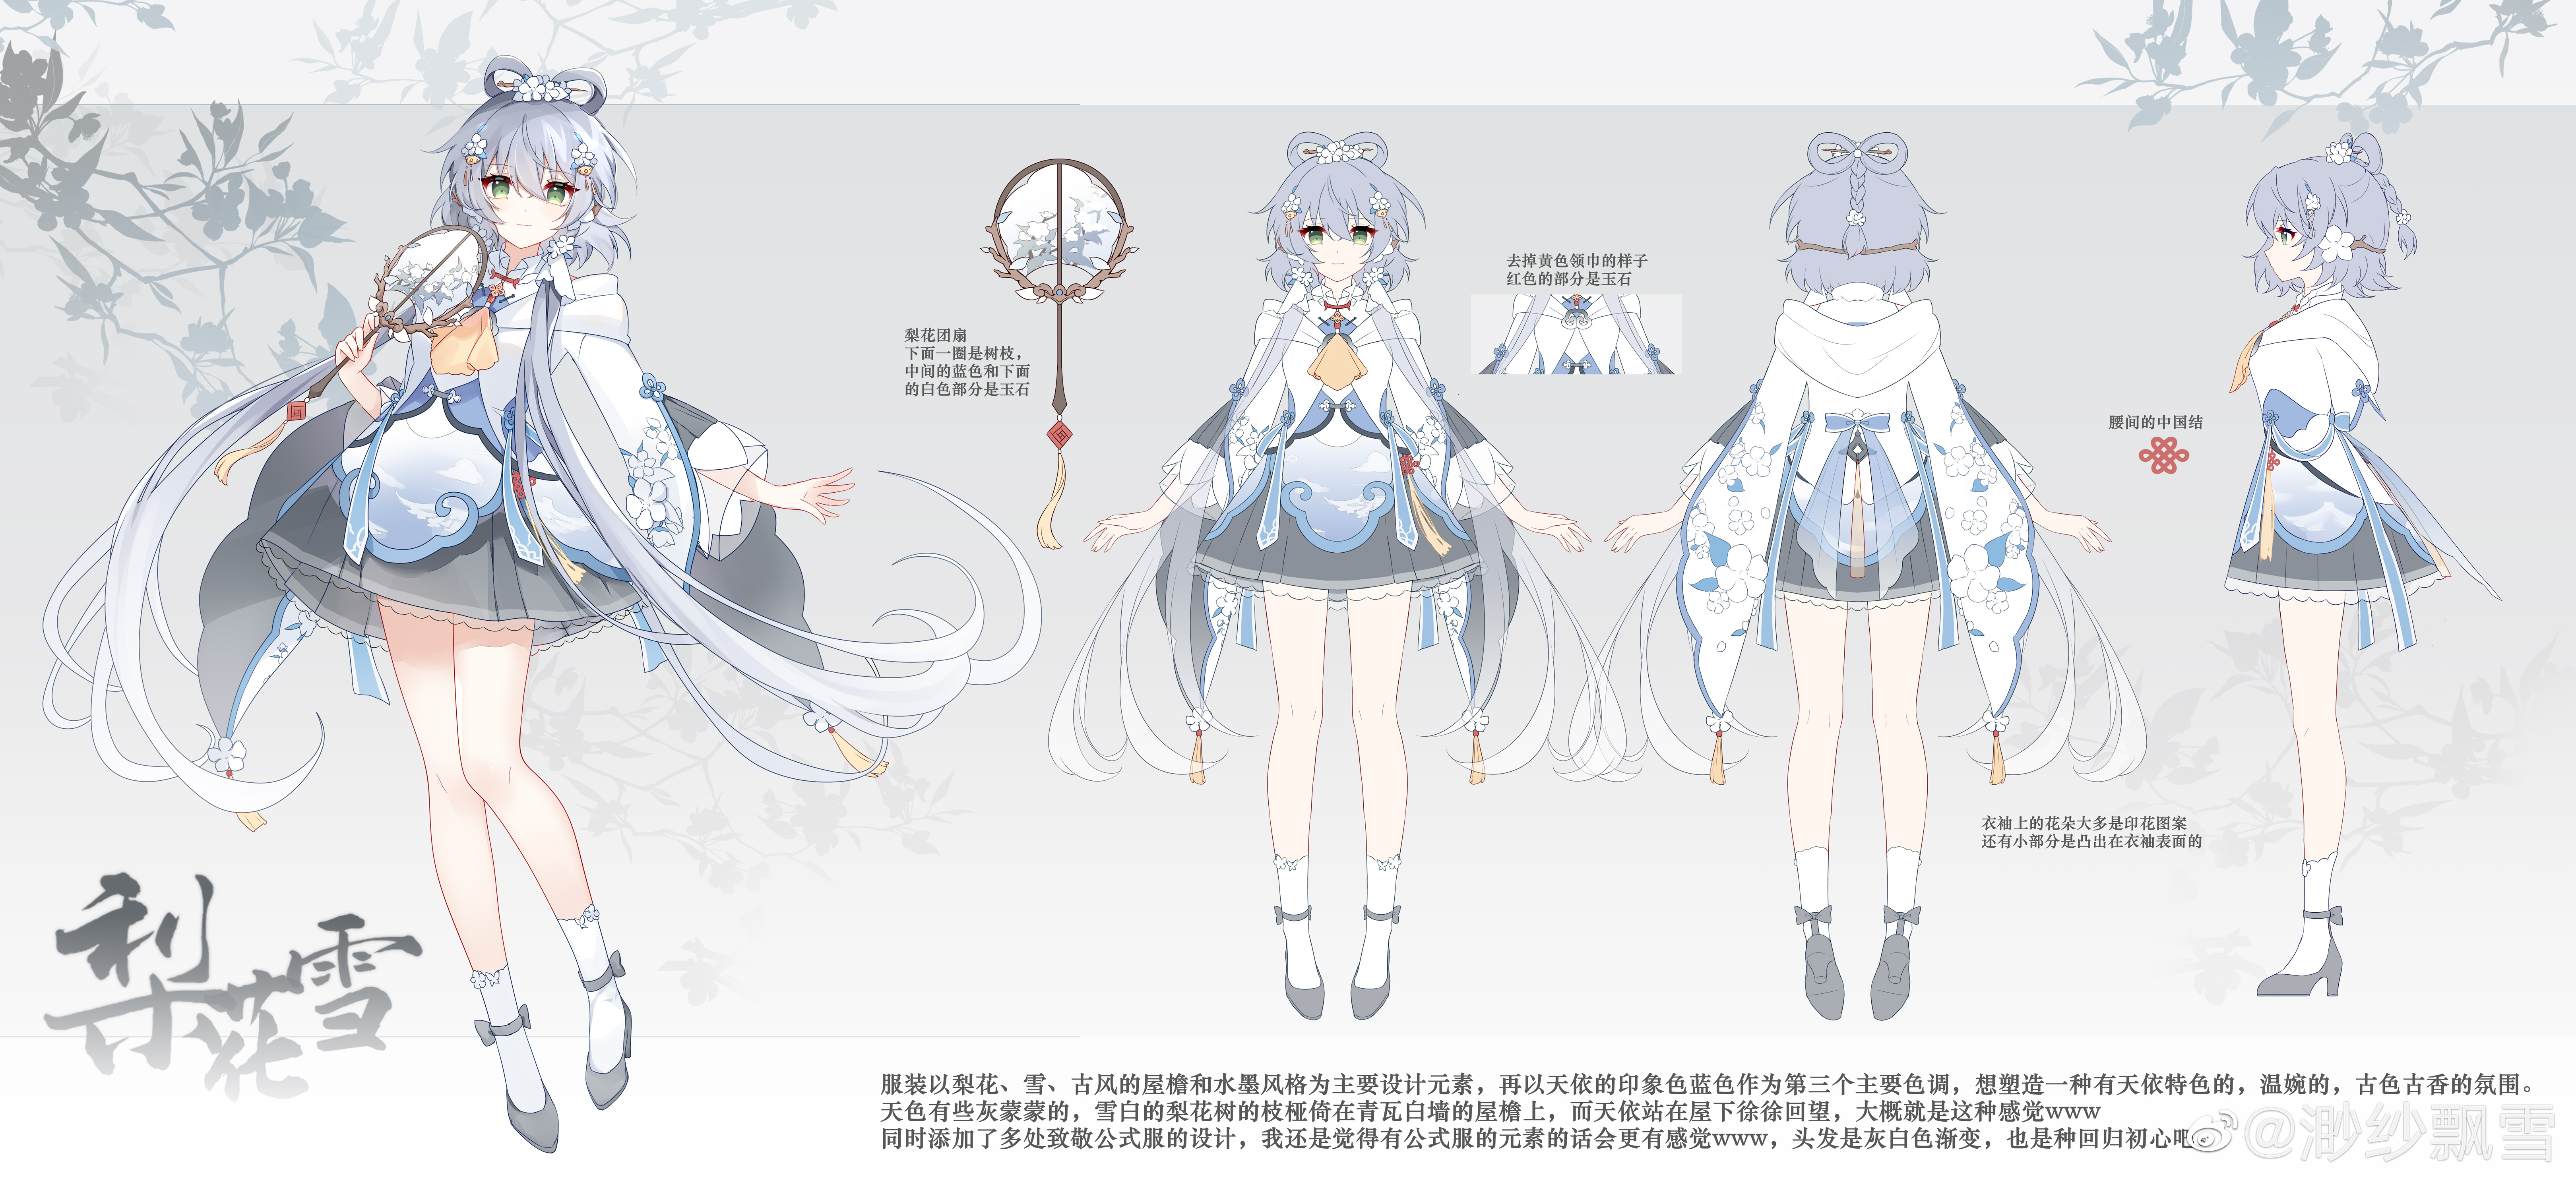 梨花团扇
下面一圈是树枝，
中间的蓝色和下面
的白色部分是玉石
去掉黄色领巾的样子
红色的部分是玉石
腰间的中国结
衣袖上的花朵大多是印花图案
还有小部分是凸出在衣袖表面的
梨花雪
服装以梨花、雪、古风的屋檐和水墨风格为主要设计元素，再以天依的印象色蓝色作为第三个主要色调，想塑造一种有天依特色的，温婉的，古色古香的氛围。
天色有些灰蒙蒙的，雪白的梨花树的枝桠倚在青瓦白墙的屋檐上，而天依站在屋下徐徐回望，大概就是这种感觉www
同时添加了多处致敬公式服的设计，我还是觉得有公式服的元素的话会更有感觉www，头发是灰白色渐变，也是种回归初心吧
@渺纱飘雪